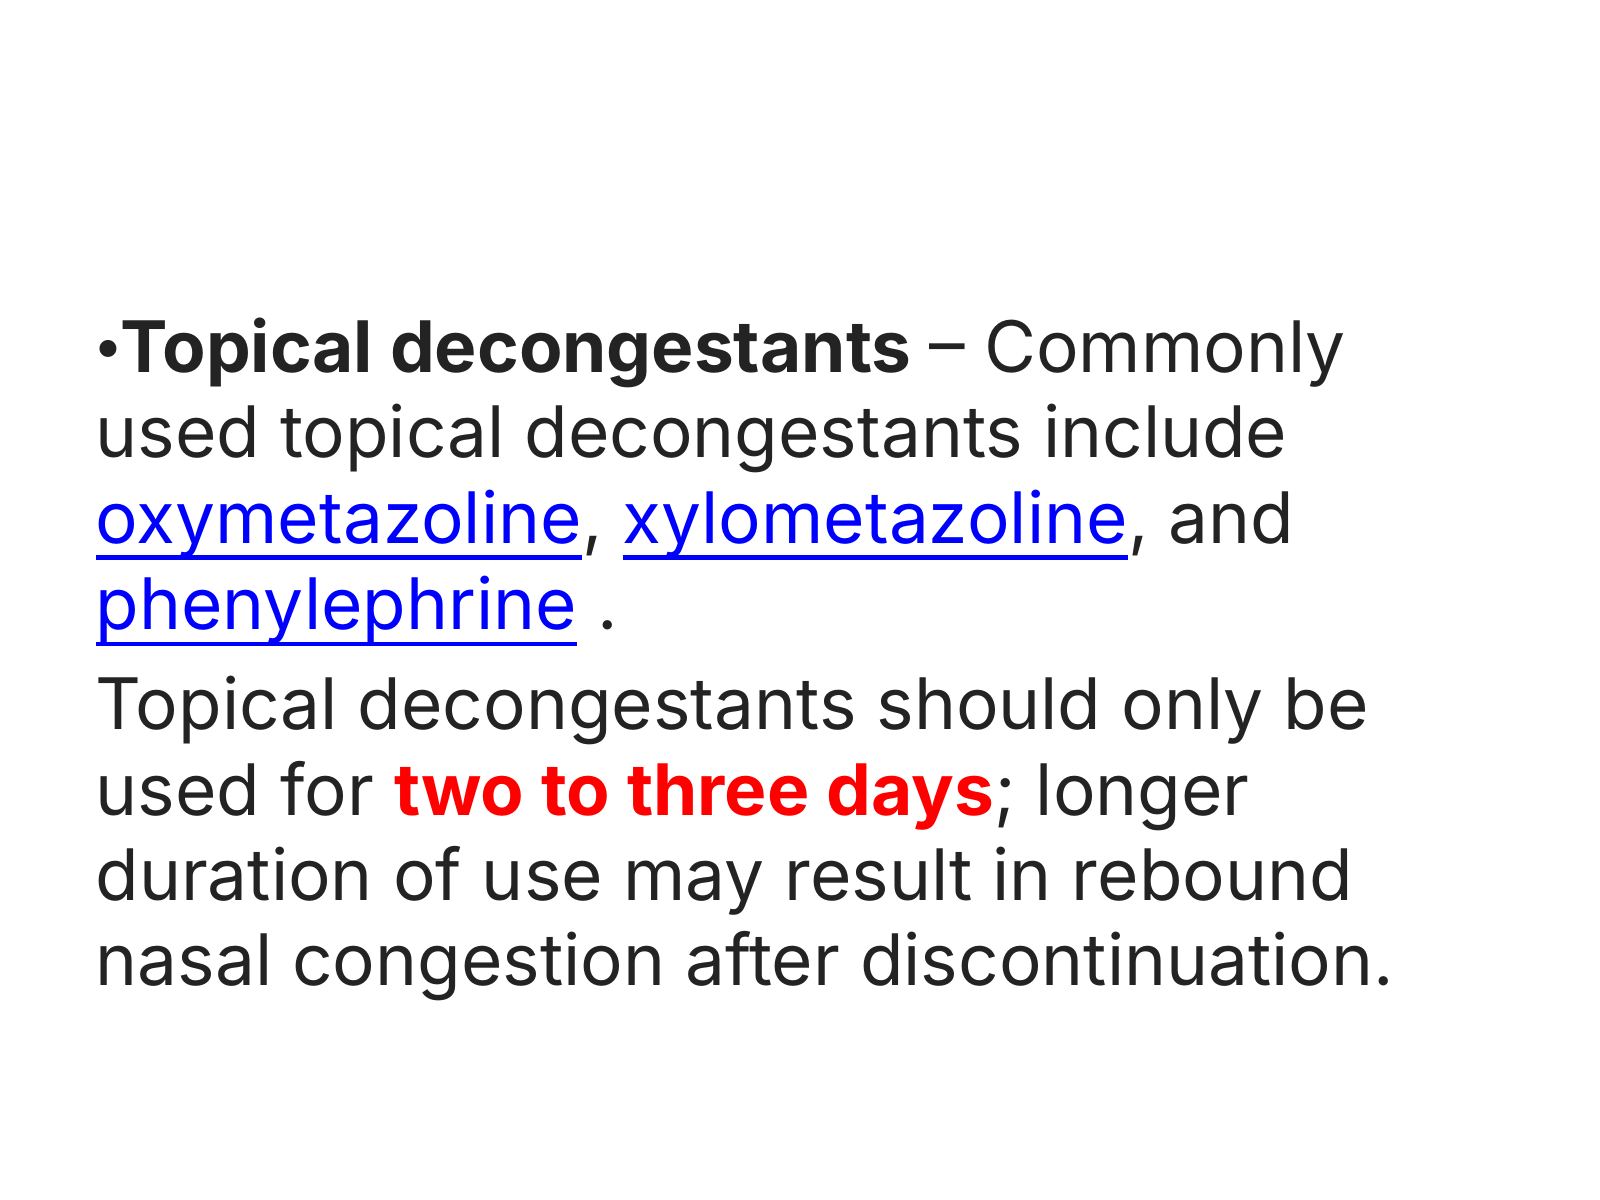 •Topical decongestants – Commonly
used topical decongestants include
oxymetazoline, xylometazoline, and
phenylephrine .
Topical decongestants should only be
used for two to three days; longer
duration of use may result in rebound
nasal congestion after discontinuation.